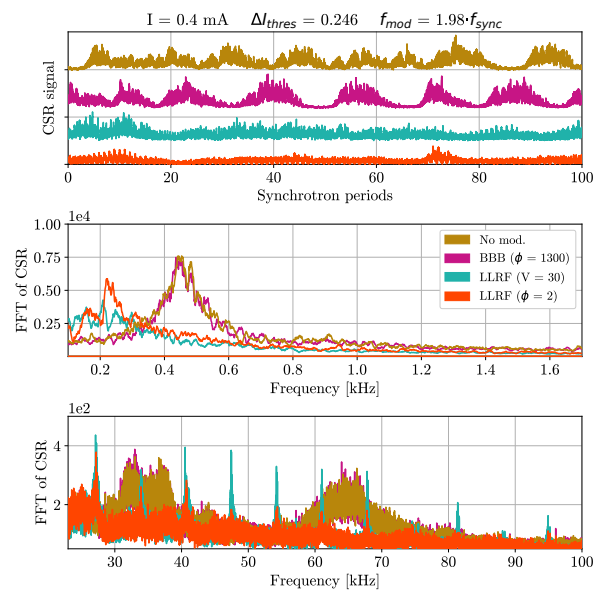 I = 0.4 mA ΔI_thres = 0.246 f_mod = 1.98·f_sync
CSR signal
0 20 40 60 80 100
Synchrotron periods
1e4
FFT of CSR
1.00
0.75
0.50
0.25
No mod.
BBB (ϕ = 1300)
LLRF (V = 30)
LLRF (ϕ = 2)
0.2 0.4 0.6 0.8 1.0 1.2 1.4 1.6
Frequency [kHz]
1e2
FFT of CSR
4
2
30 40 50 60 70 80 90 100
Frequency [kHz]